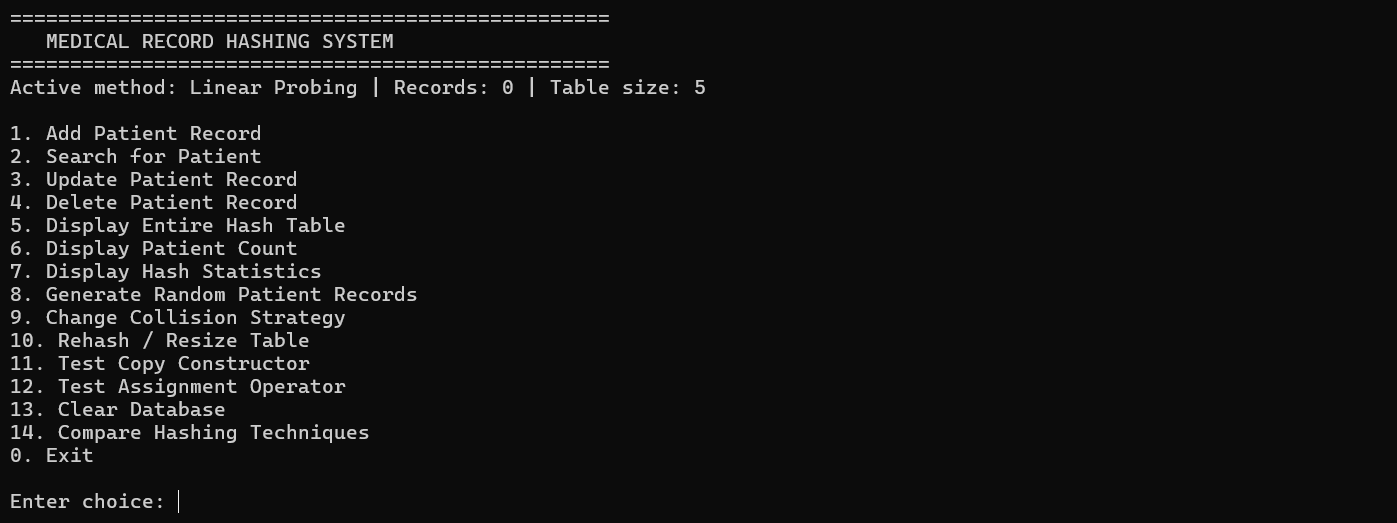 ==================================================
MEDICAL RECORD HASHING SYSTEM
==================================================
Active method: Linear Probing | Records: 0 | Table size: 5
1. Add Patient Record
2. Search for Patient
3. Update Patient Record
4. Delete Patient Record
5. Display Entire Hash Table
6. Display Patient Count
7. Display Hash Statistics
8. Generate Random Patient Records
9. Change Collision Strategy
10. Rehash / Resize Table
11. Test Copy Constructor
12. Test Assignment Operator
13. Clear Database
14. Compare Hashing Techniques
0. Exit
Enter choice: